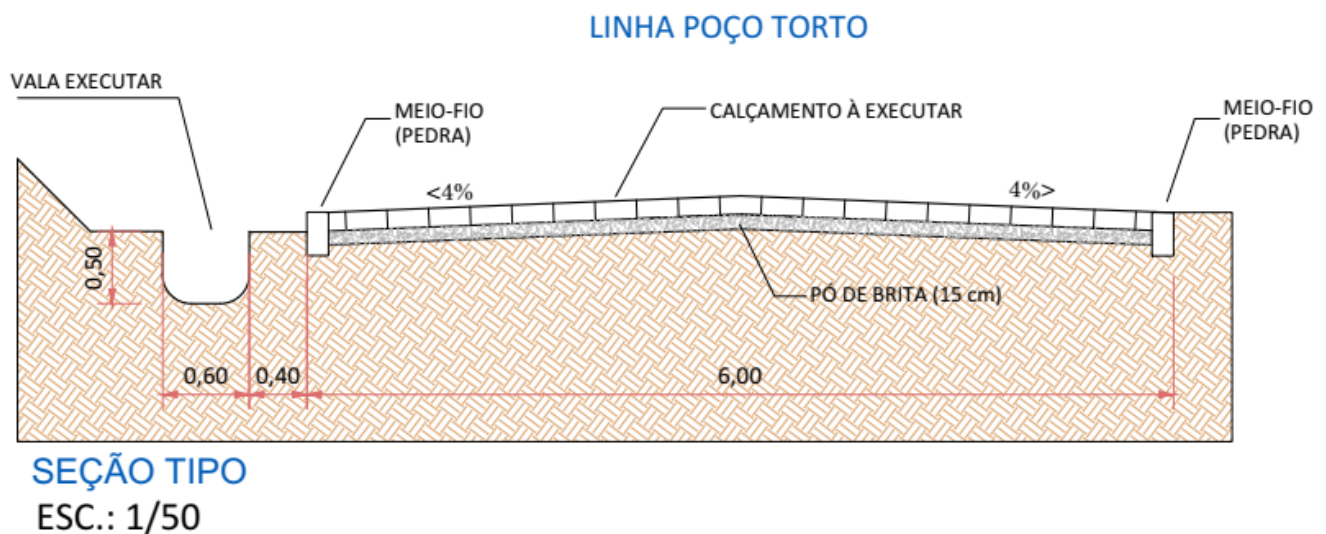 LINHA POÇO TORTO
VALA EXECUTAR
MEIO-FIO
(PEDRA)
CALÇAMENTO À EXECUTAR
MEIO-FIO
(PEDRA)
<4%
4%>
0,50
PÓ DE BRITA (15 cm)
0,60
0,40
6,00
SEÇÃO TIPO
ESC.: 1/50